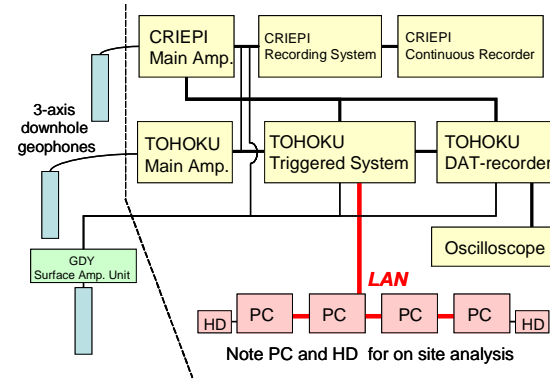 CRIEPI
Main Amp.
CRIEPI
Recording System
CRIEPI
Continuous Recorder
3-axis
downhole
geophones
TOHOKU
Main Amp.
TOHOKU
Triggered System
TOHOKU
DAT-recorder
GDY
Surface Amp. Unit
Oscilloscope
LAN
HD
PC
PC
PC
PC
HD
Note PC and HD for on site analysis